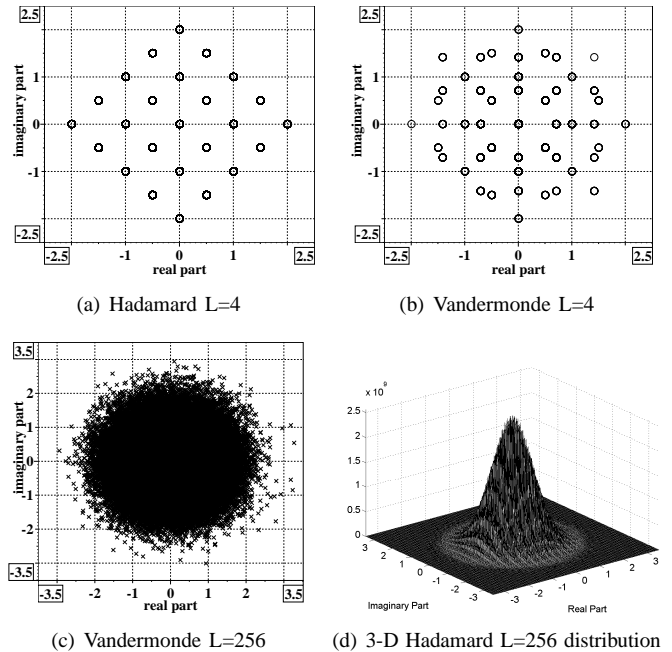 2.5
imaginary part
1
0
-1
-2.5
-2.5 -1 0 1 2.5
real part
(a) Hadamard L=4
2.5
imaginary part
1
0
-1
-2.5
-2.5 -1 0 1 2.5
real part
(b) Vandermonde L=4
3.5
imaginary part
2
1
0
-1
-2
-3.5
-3.5 -2 -1 0 1 2 3.5
real part
(c) Vandermonde L=256
x 10^9
2.5
2
1.5
1
0.5
0
3
2
1
0
-1
-2
-3
Imaginary Part
-3
-2
-1
0
1
2
3
Real Part
(d) 3-D Hadamard L=256 distribution